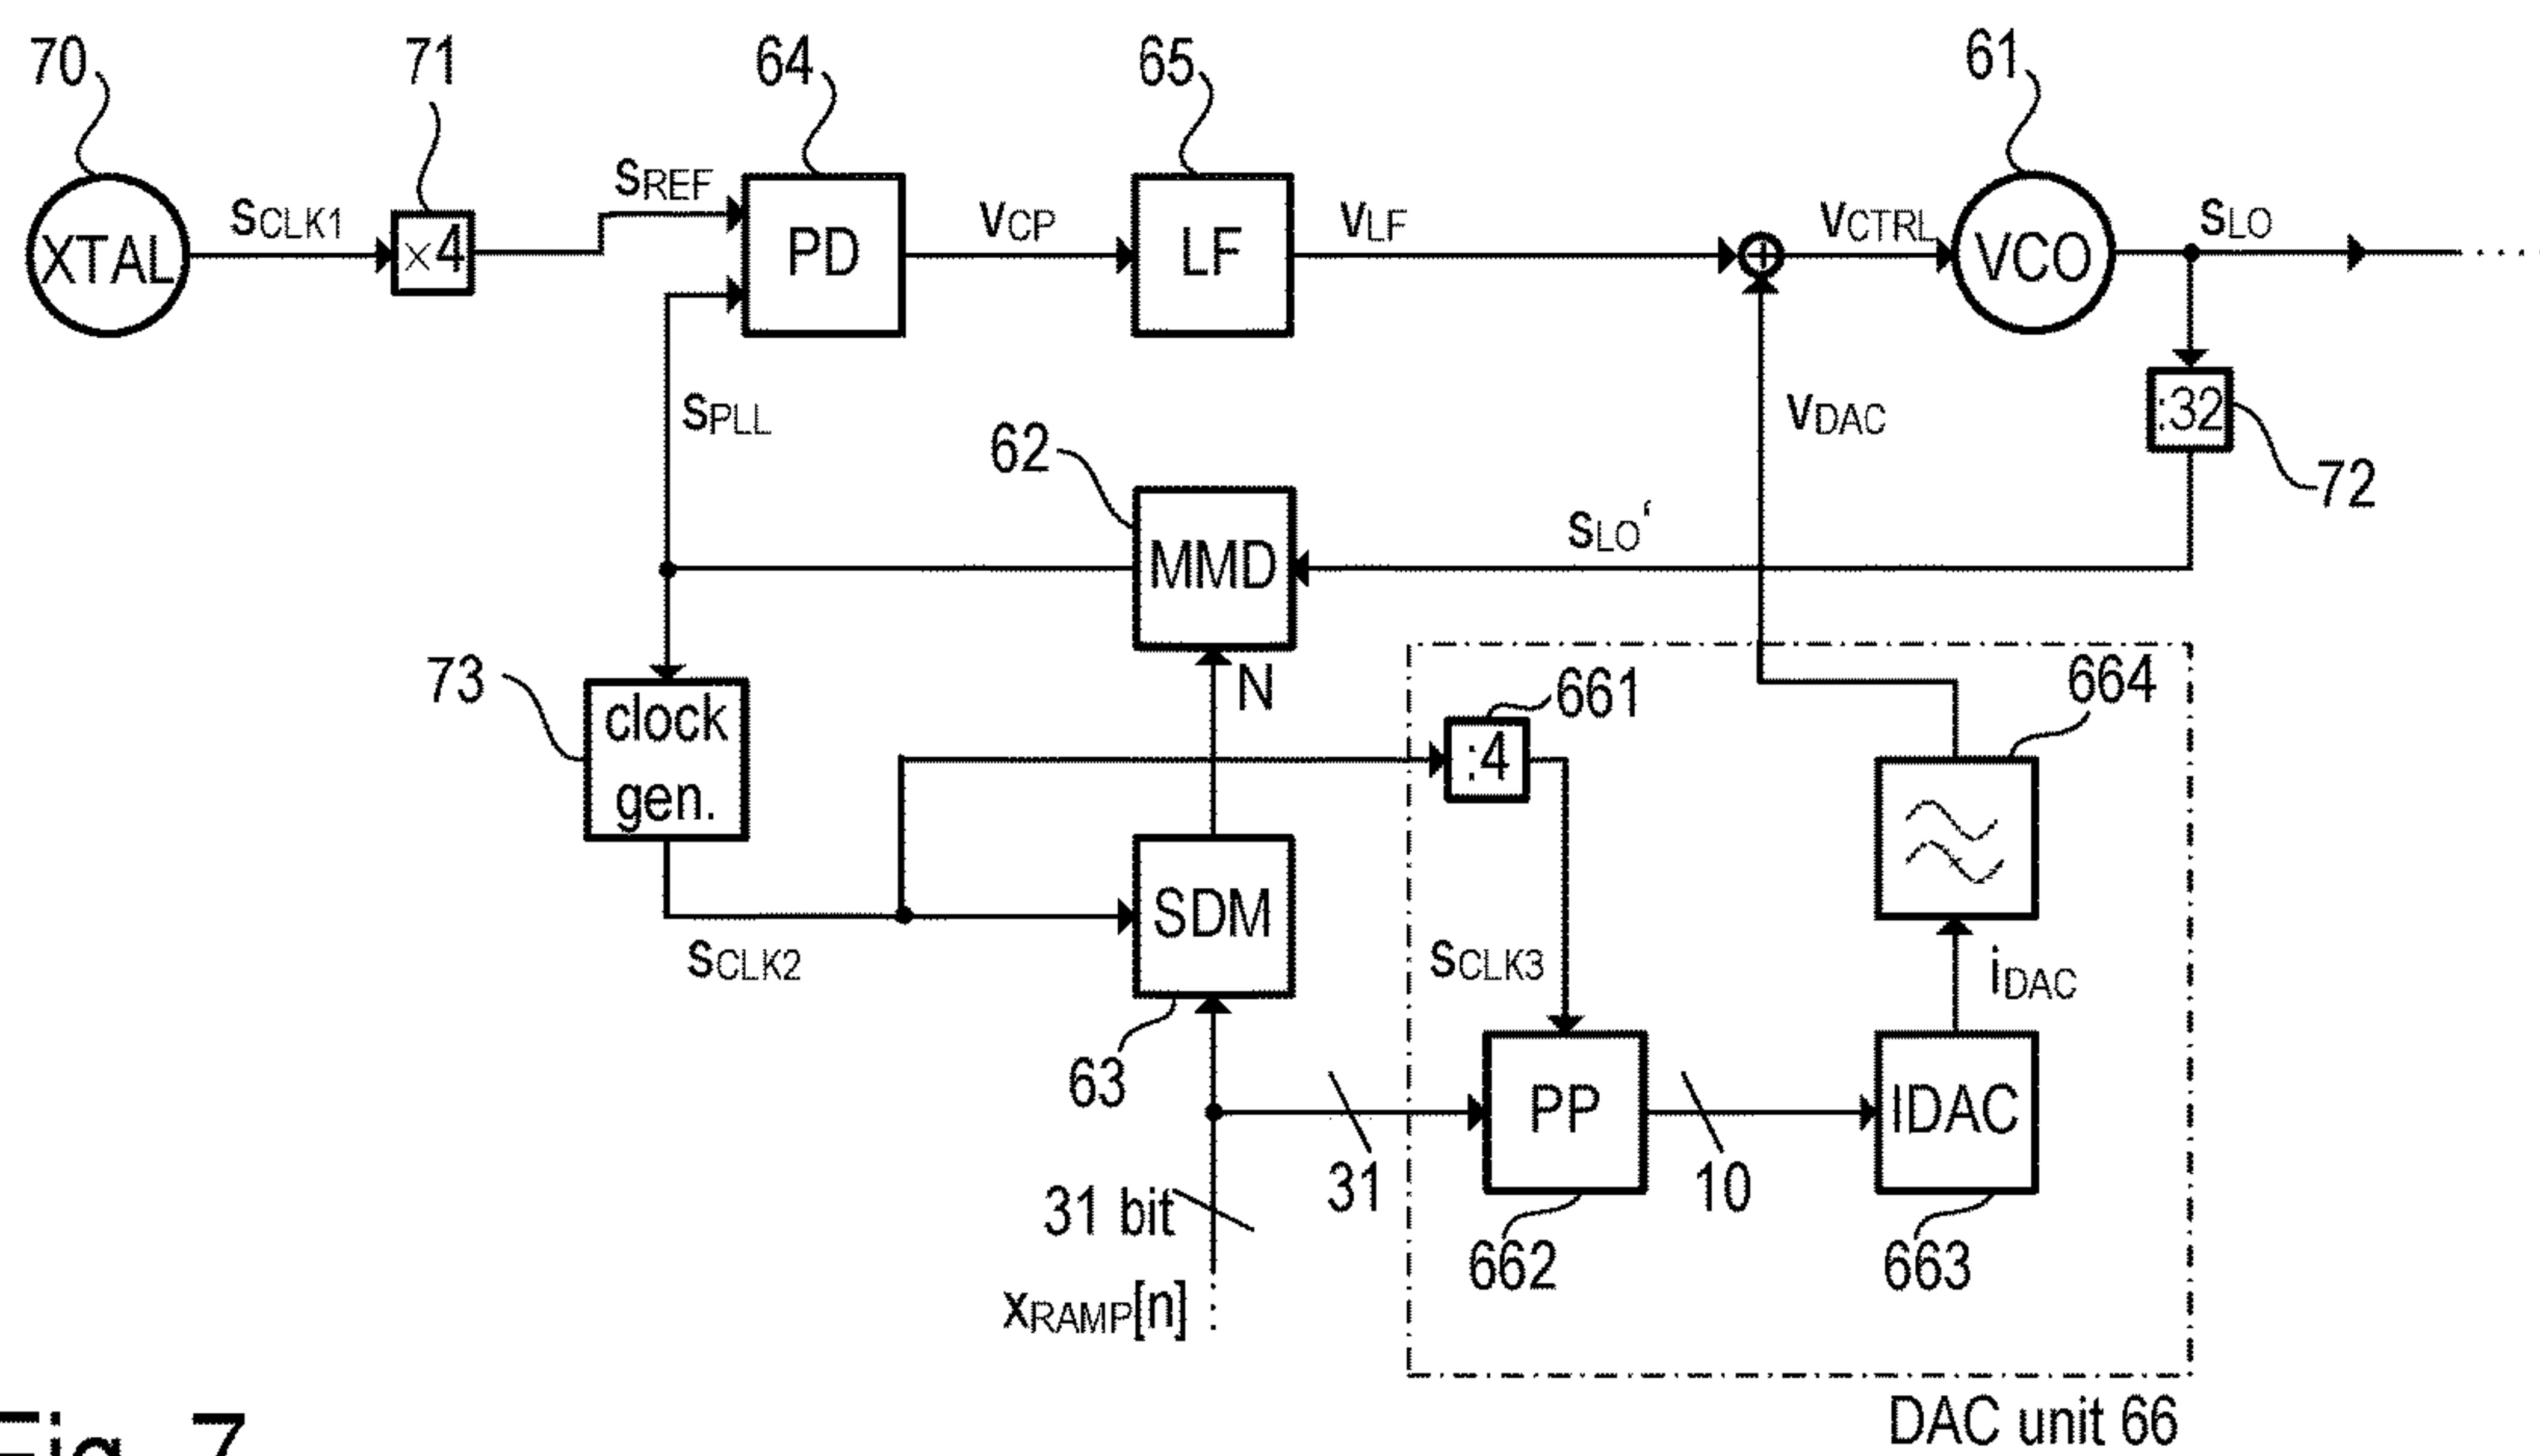 70
71
64
65
61
XTAL
sCLK1
×4
sREF
PD
vCP
LF
vLF
+
vCTRL
VCO
sLO
:32
72
sPLL
vDAC
62
MMD
sLO‘
73
clock
gen.
N
661
:4
664
sCLK2
SDM
63
sCLK3
iDAC
PP
IDAC
31
10
31 bit
662
663
xRAMP[n]
DAC unit 66
Fig. 7